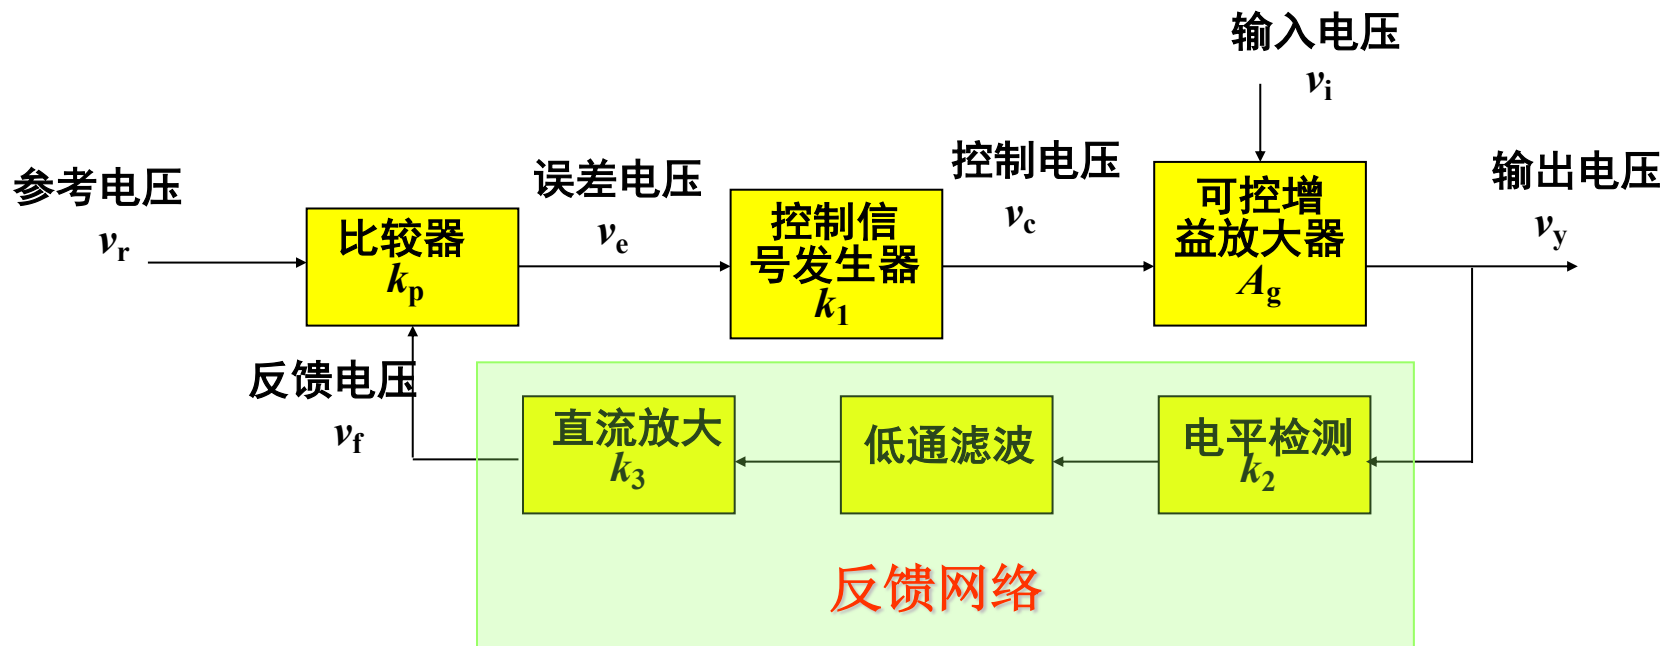 输入电压
vi
参考电压
vr
比较器
kp
误差电压
ve
控制信
号发生器
k1
控制电压
vc
可控增
益放大器
Ag
输出电压
vy
反馈电压
vf
直流放大
k3
低通滤波
电平检测
k2
反馈网络